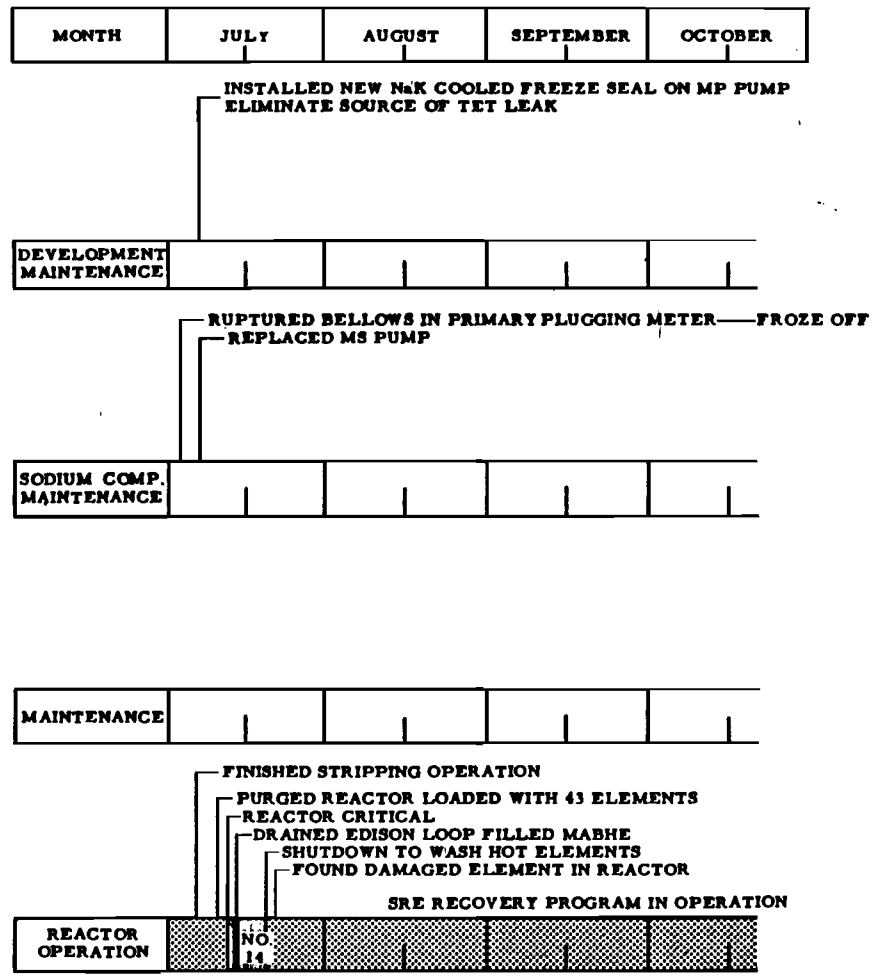 MONTH JULY AUGUST SEPTEMBER OCTOBER
INSTALLED NEW NaK COOLED FREEZE SEAL ON MP PUMP
ELIMINATE SOURCE OF TET LEAK
DEVELOPMENT
MAINTENANCE
RUPTURED BELLOWS IN PRIMARY PLUGGING METER—FROZE OFF
REPLACED MS PUMP
SODIUM COMP.
MAINTENANCE
MAINTENANCE
FINISHED STRIPPING OPERATION
PURGED REACTOR LOADED WITH 43 ELEMENTS
REACTOR CRITICAL
DRAINED EDISON LOOP FILLED MABHE
SHUTDOWN TO WASH HOT ELEMENTS
FOUND DAMAGED ELEMENT IN REACTOR
SRE RECOVERY PROGRAM IN OPERATION
REACTOR
OPERATION
NO.
14